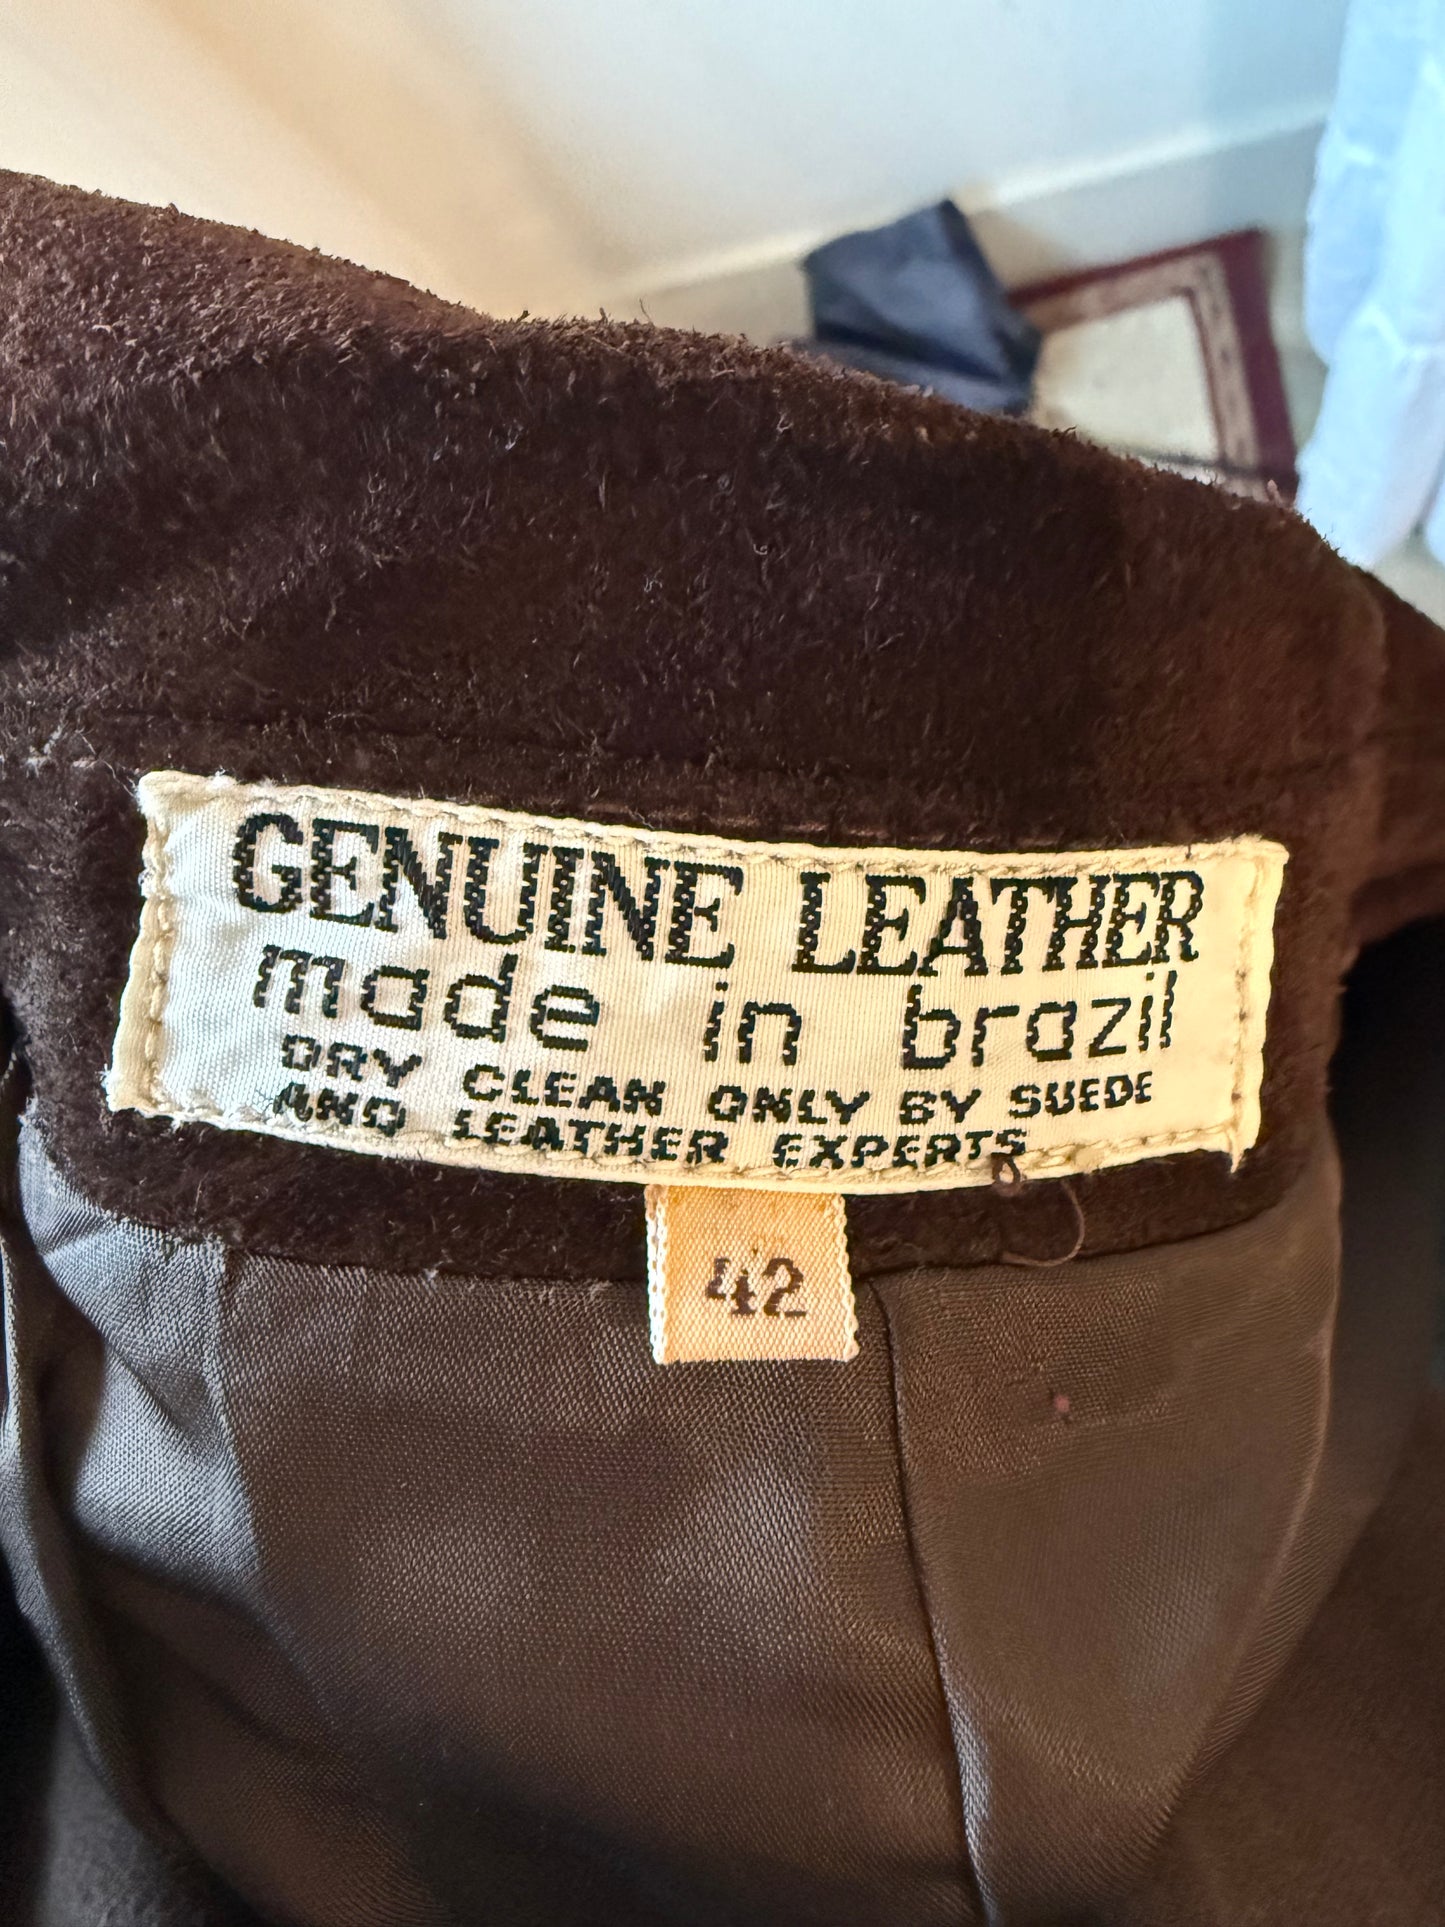 GENUINE LEATHER
made in brazil
DRY CLEAN ONLY BY SUEDE
AND LEATHER EXPERTS
42